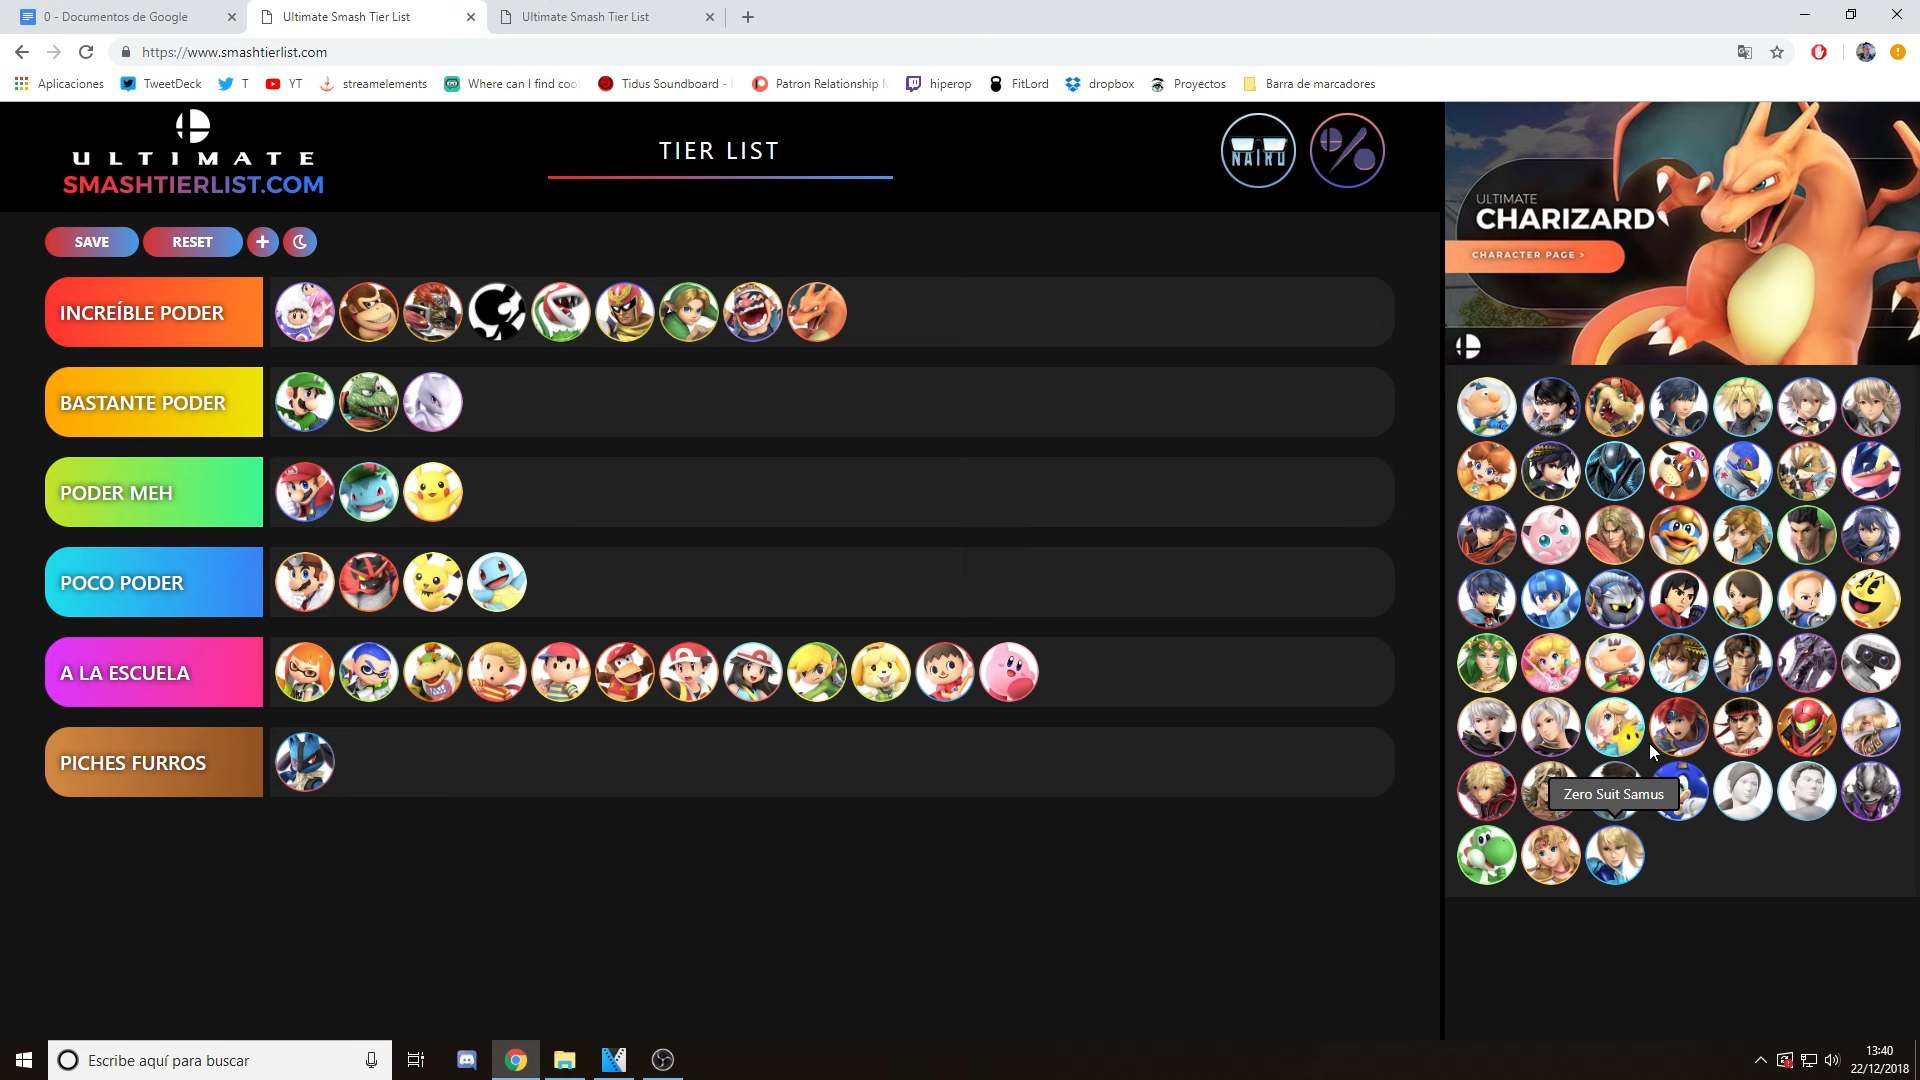 0 - Documentos de Google
Ultimate Smash Tier List
Ultimate Smash Tier List
https://www.smashtierlist.com
Aplicaciones
TweetDeck
T
YT
streamelements
Where can I find coo
Tidus Soundboard -
Patron Relationship
hiperop
FitLord
dropbox
Proyectos
Barra de marcadores
ULTIMATE
SMASHTIERLIST.COM
TIER LIST
NAIRO
ULTIMATE
CHARIZARD
CHARACTER PAGE >
SAVE
RESET
INCREÍBLE PODER
BASTANTE PODER
PODER MEH
POCO PODER
A LA ESCUELA
PICHES FURROS
Zero Suit Samus
Escribe aquí para buscar
13:40
22/12/2018